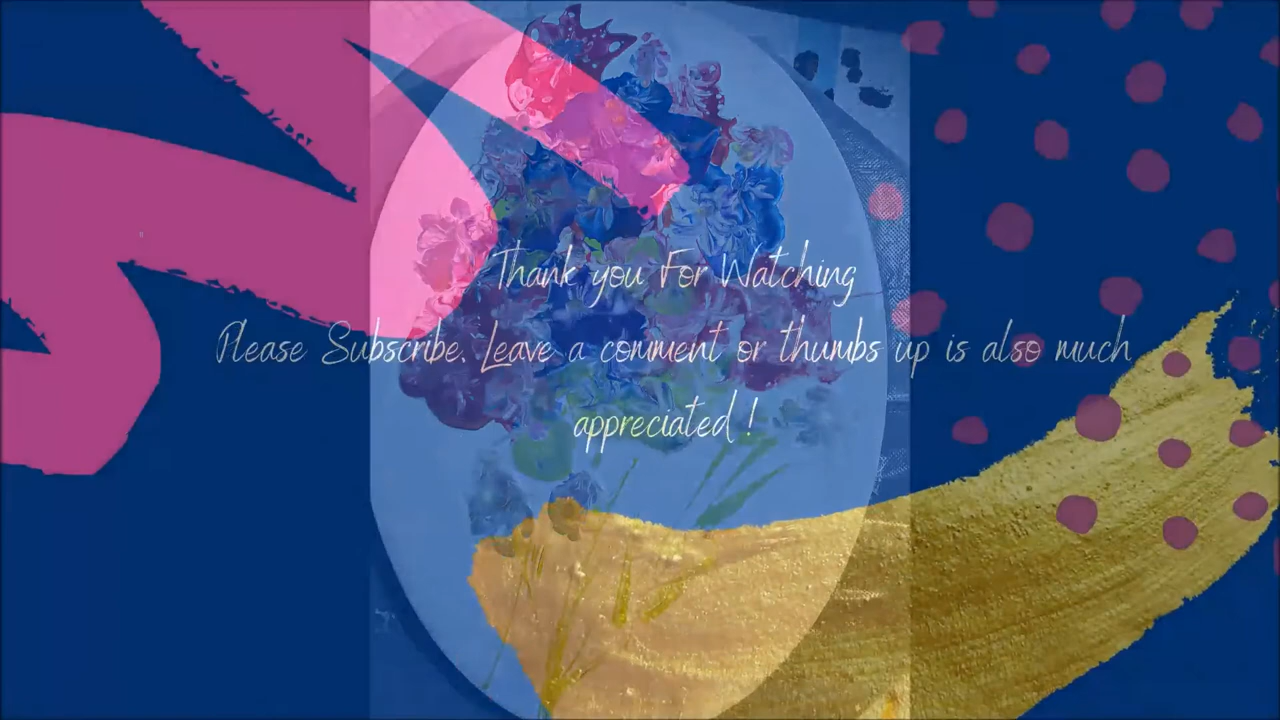 Thank you For Watching
Please Subscribe. Leave a comment or thumbs up is also much
appreciated !